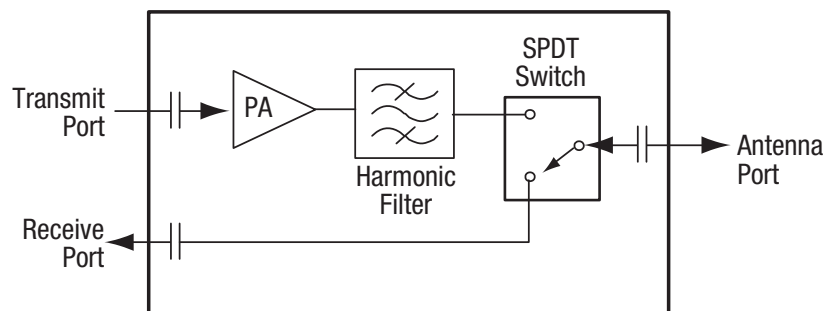 SPDT
Switch
Transmit
Port
PA
Antenna
Port
Harmonic
Filter
Receive
Port